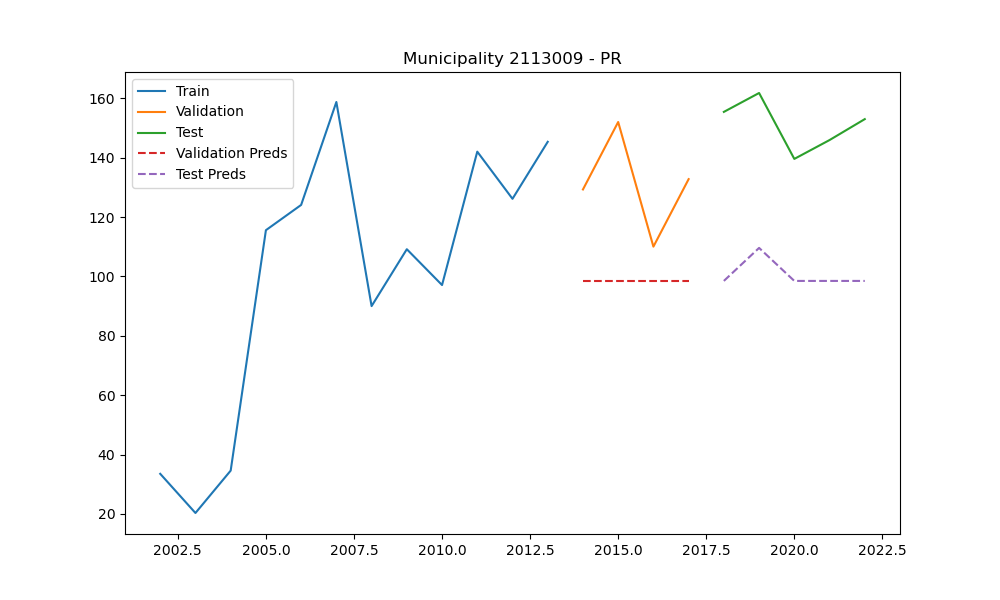 Municipality 2113009 - PR
Train
Validation
Test
Validation Preds
Test Preds
160
140
120
100
80
60
40
20
2002.5 2005.0 2007.5 2010.0 2012.5 2015.0 2017.5 2020.0 2022.5